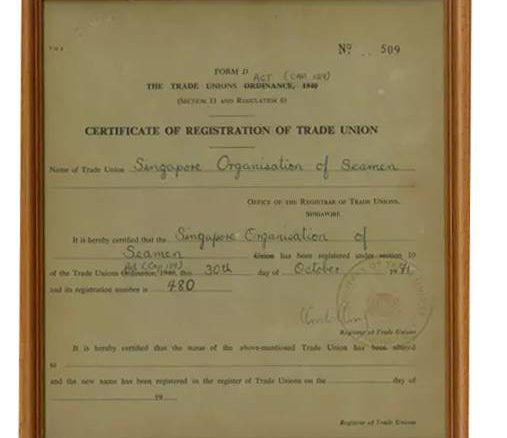 Nº 509
FORM D
ACT (CAP 129)
THE TRADE UNIONS ORDINANCE, 1940
(SECTION 13 AND REGULATION 6)
CERTIFICATE OF REGISTRATION OF TRADE UNION
Name of Trade Union Singapore Organisation of Seamen
OFFICE OF THE REGISTRAR OF TRADE UNIONS,
SINGAPORE
It is hereby certified that the Singapore Organisation of
Seamen Union has been registered under section 10
Act (Cap 129)
of the Trade Unions Ordinance, 1940, this 30th day of October 1971
and its registration number is 480
Registrar of Trade Unions
It is hereby certified that the name of the above-mentioned Trade Union has been altered
to
and the new name has been registered in the register of Trade Unions on the day of
19
Registrar of Trade Unions